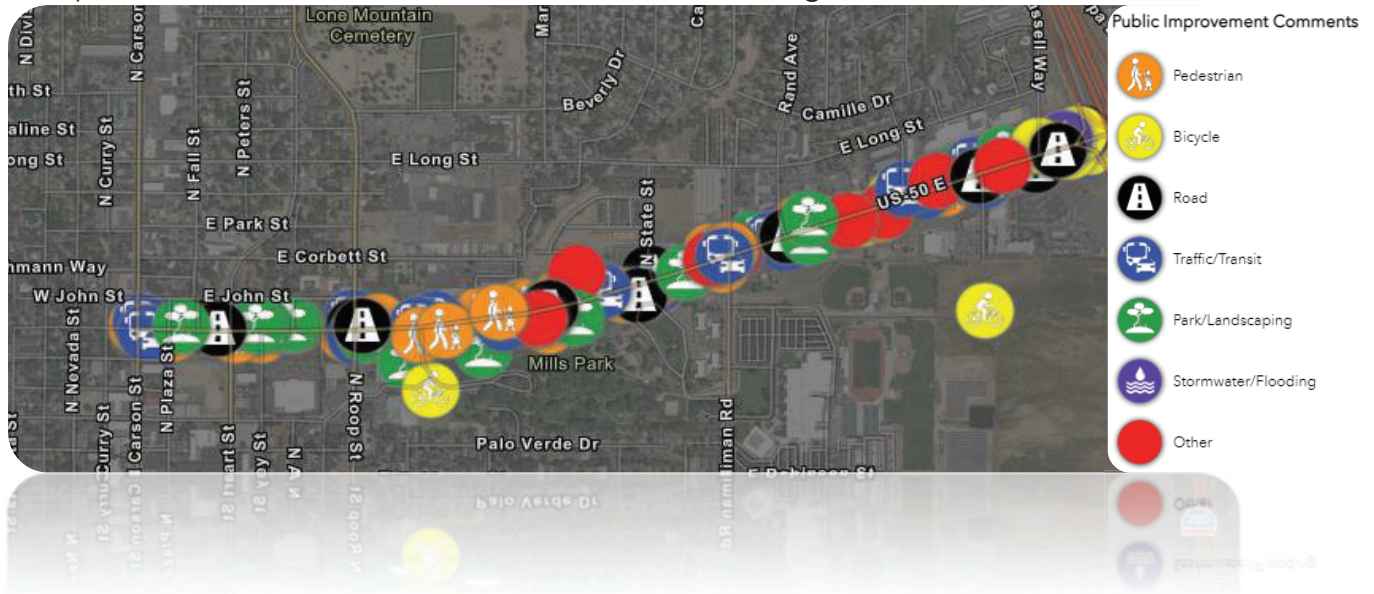 Lone Mountain
Cemetery
N Carson
Beverly Dr
Rand Ave
Camille Dr
E Long St
E Long St
N Curry St
N Fall St
N Peters St
E Park St
E Corbett St
N State St
US-50 E
W John St
E John St
N Nevada St
N Plaza St
Mills Park
N Roop St
Palo Verde Dr
Public Improvement Comments
Pedestrian
Bicycle
Road
Traffic/Transit
Park/Landscaping
Stormwater/Flooding
Other